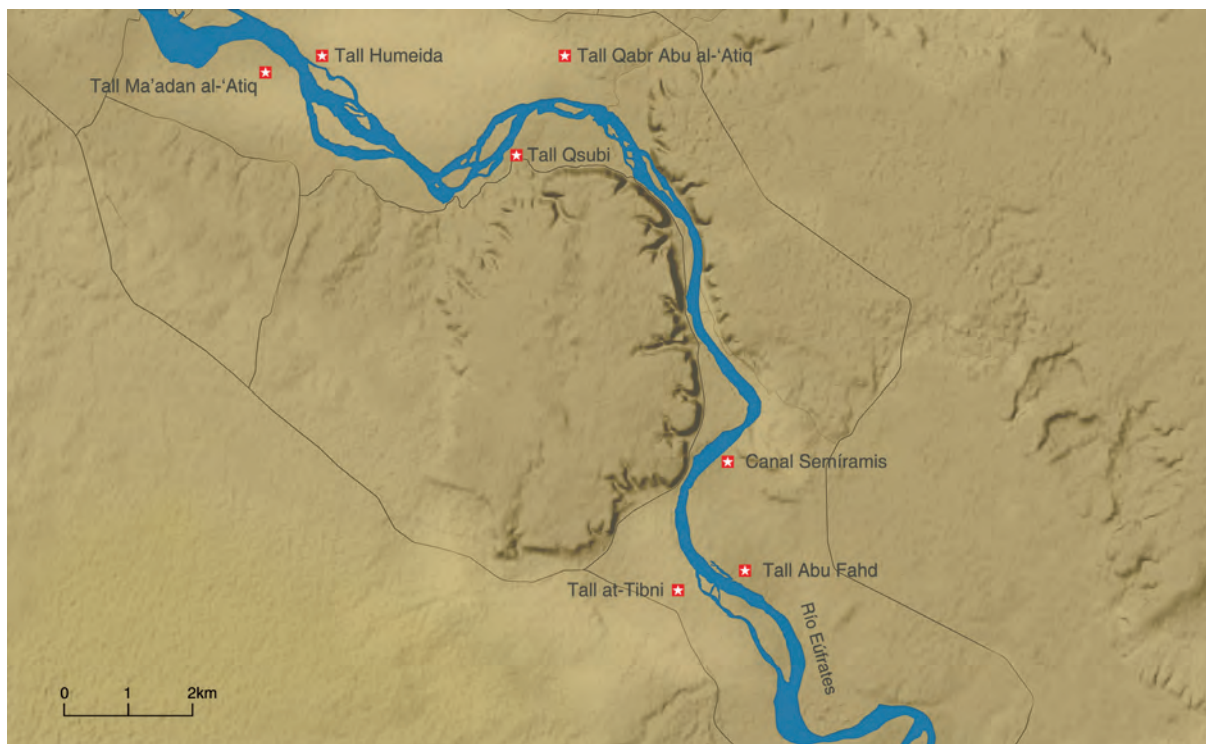 Tall Humeida
Tall Qabr Abu al-‘Atiq
Tall Ma’adan al-‘Atiq
Tall Qsubi
Canal Semíramis
Tall Abu Fahd
Tall at-Tibni
Río Eúfrates
0 1 2km